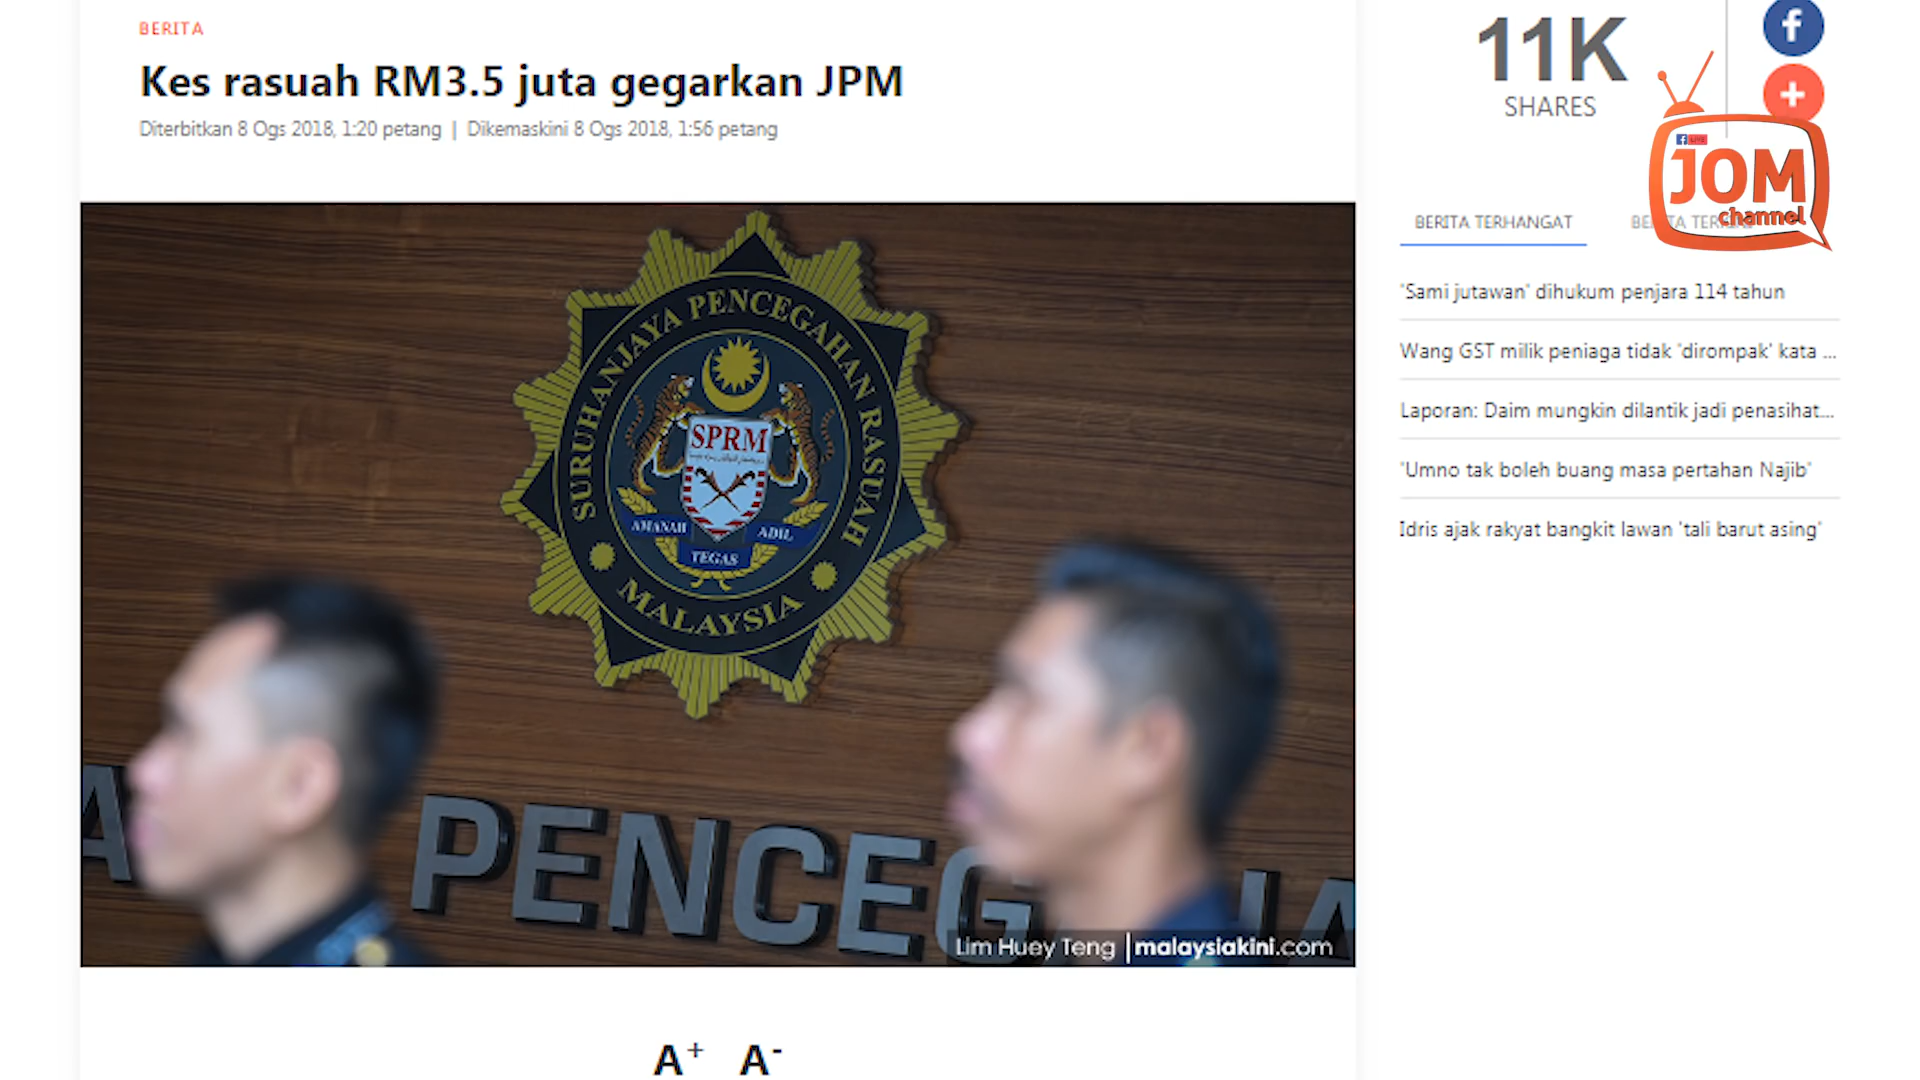 BERITA
Kes rasuah RM3.5 juta gegarkan JPM
Diterbitkan 8 Ogs 2018, 1:20 petang | Dikemaskini 8 Ogs 2018, 1:56 petang
11K
SHARES
f
+
LIVE
JOM
channel
BERITA TERHANGAT
'Sami jutawan' dihukum penjara 114 tahun
Wang GST milik peniaga tidak 'dirompak' kata ...
Laporan: Daim mungkin dilantik jadi penasihat...
'Umno tak boleh buang masa pertahan Najib'
Idris ajak rakyat bangkit lawan 'tali barut asing'
SURUHANJAYA PENCEGAHAN RASUAH
SPRM
AMANAH
ADIL
TEGAS
MALAYSIA
A PENCEG
Lim Huey Teng | malaysiakini.com
A+ A-